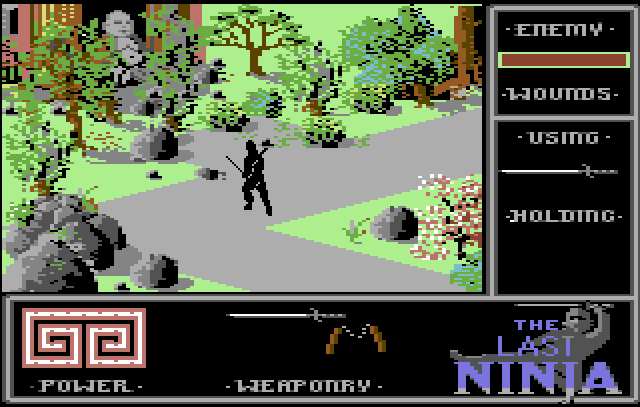 ·ENEMY·
·WOUNDS·
·USING·
·HOLDING·
·POWER·
·WEAPONRY·
THE
LAST
NINJA